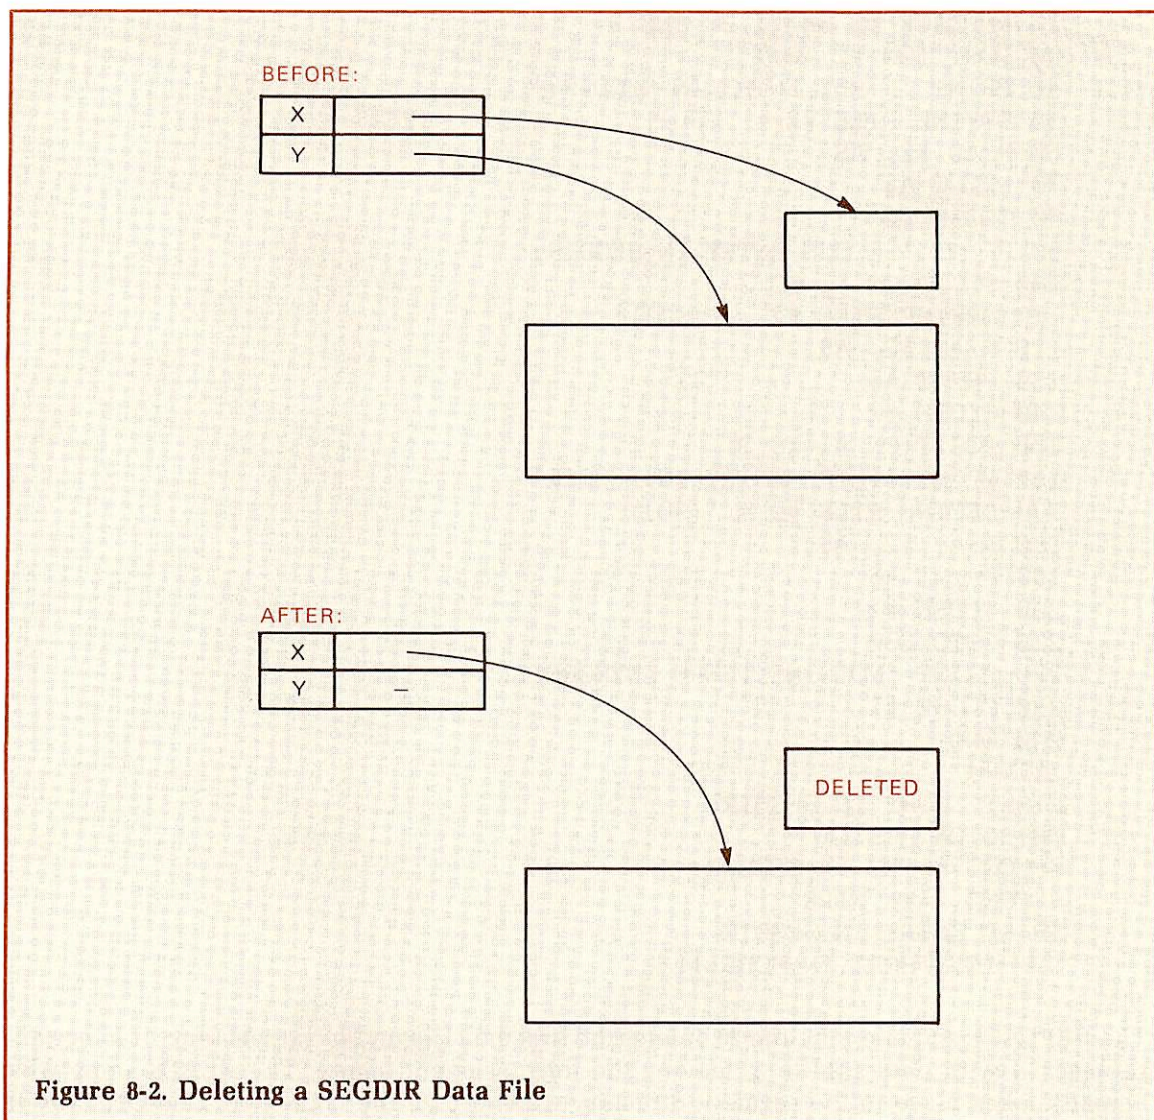 BEFORE:
X
Y
AFTER:
X
Y –
DELETED
Figure 8-2. Deleting a SEGDIR Data File